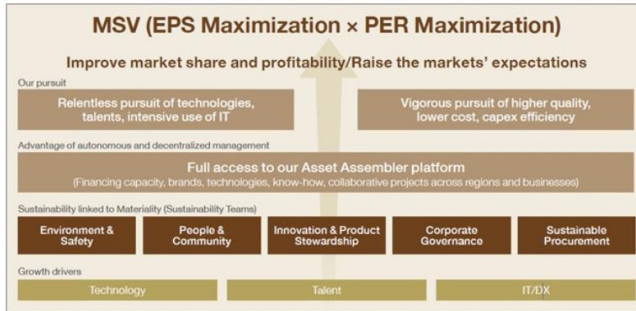 MSV (EPS Maximization × PER Maximization)
Improve market share and profitability/Raise the markets' expectations
Our pursuit
Relentless pursuit of technologies,
talents, intensive use of IT
Vigorous pursuit of higher quality,
lower cost, capex efficiency
Advantage of autonomous and decentralized management
Full access to our Asset Assembler platform
(Financing capacity, brands, technologies, know-how, collaborative projects across regions and businesses)
Sustainability linked to Materiality (Sustainability Teams)
Environment &
Safety
People &
Community
Innovation & Product
Stewardship
Corporate
Governance
Sustainable
Procurement
Growth drivers
Technology
Talent
IT/DX